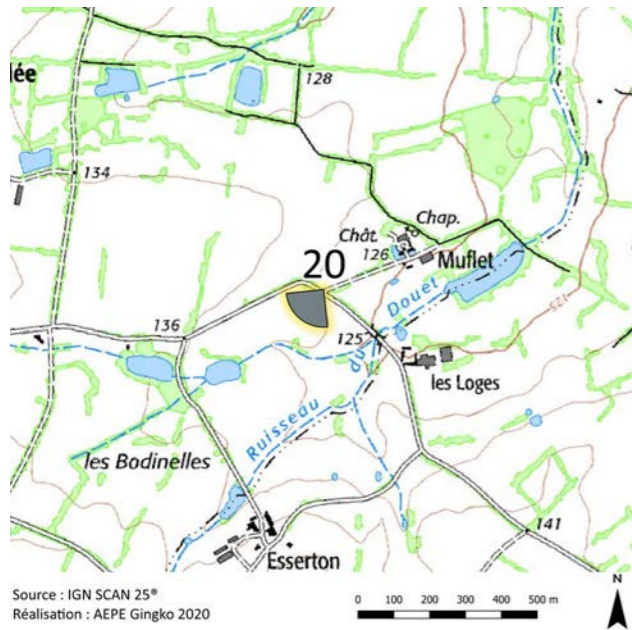 lée
128
134
Chap.
Chât.
126
Muflet
20
Ruisseau du Douet
125
136
125
les Loges
les Bodinelles
141
Esserton
Source : IGN SCAN 25®
Réalisation : AEPE Gingko 2020
0 100 200 300 400 500 m
N